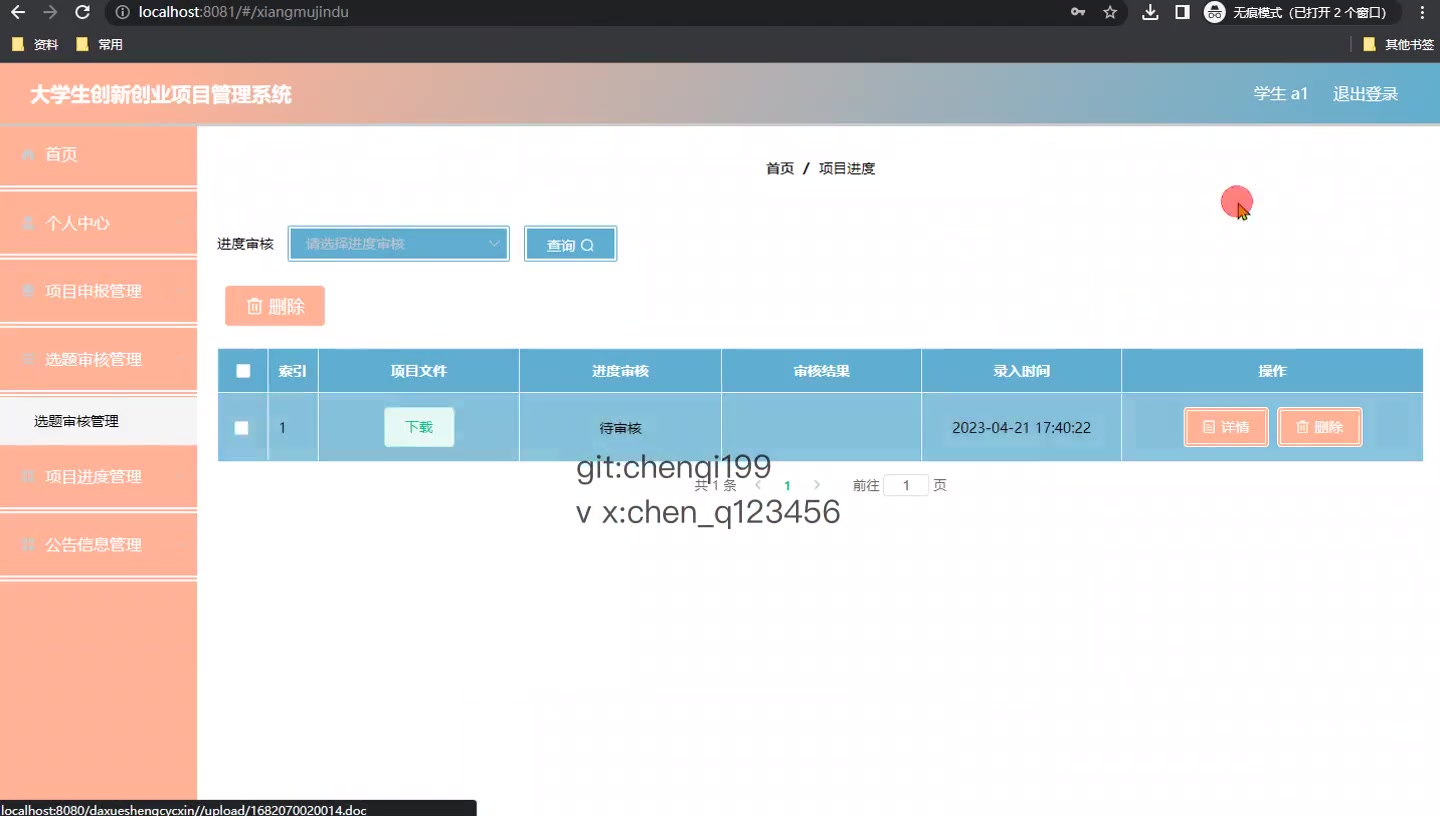 localhost:8081/#/xiangmujindu
无痕模式 (已打开 2 个窗口)
资料
常用
其他书签
大学生创新创业项目管理系统
学生 a1
退出登录
首页
个人中心
项目申报管理
选题审核管理
选题审核管理
项目进度管理
公告信息管理
首页 / 项目进度
进度审核
请选择进度审核
查询
删除
索引 项目文件 进度审核 审核结果 录入时间 操作
1 下载 待审核 2023-04-21 17:40:22 详情 删除
共 1 条 1 前往 1 页
git:chenqi199
v x:chen_q123456
localhost:8080/daxueshengcycxin//upload/1682070020014.doc